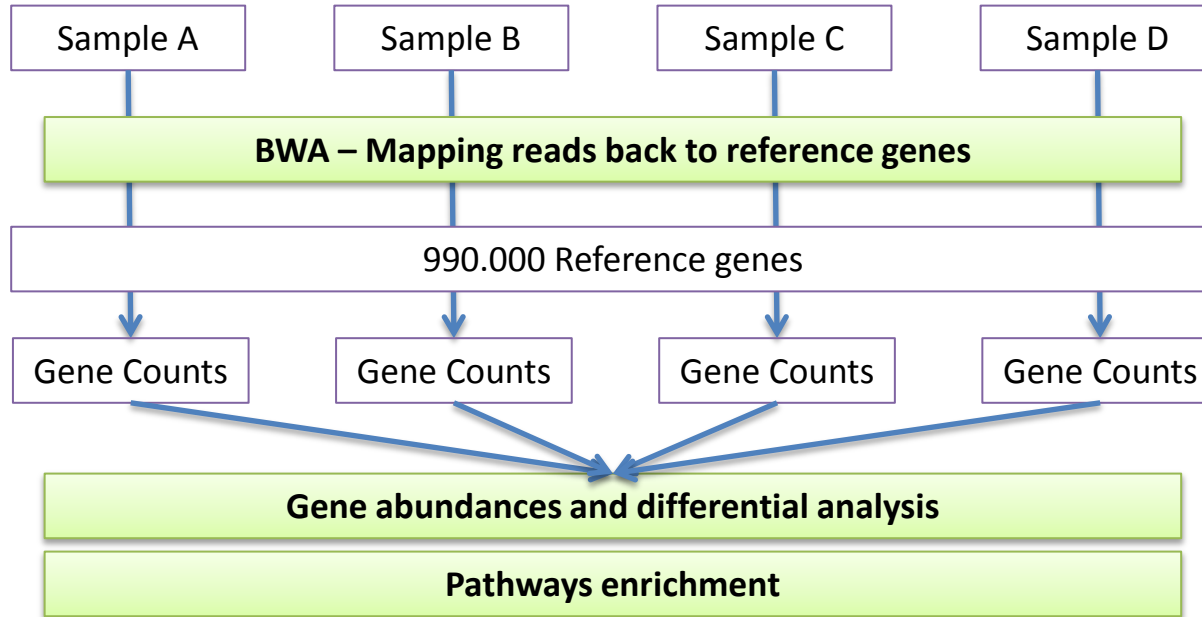 Sample A
Sample B
Sample C
Sample D
BWA – Mapping reads back to reference genes
990.000 Reference genes
Gene Counts
Gene Counts
Gene Counts
Gene Counts
Gene abundances and differential analysis
Pathways enrichment